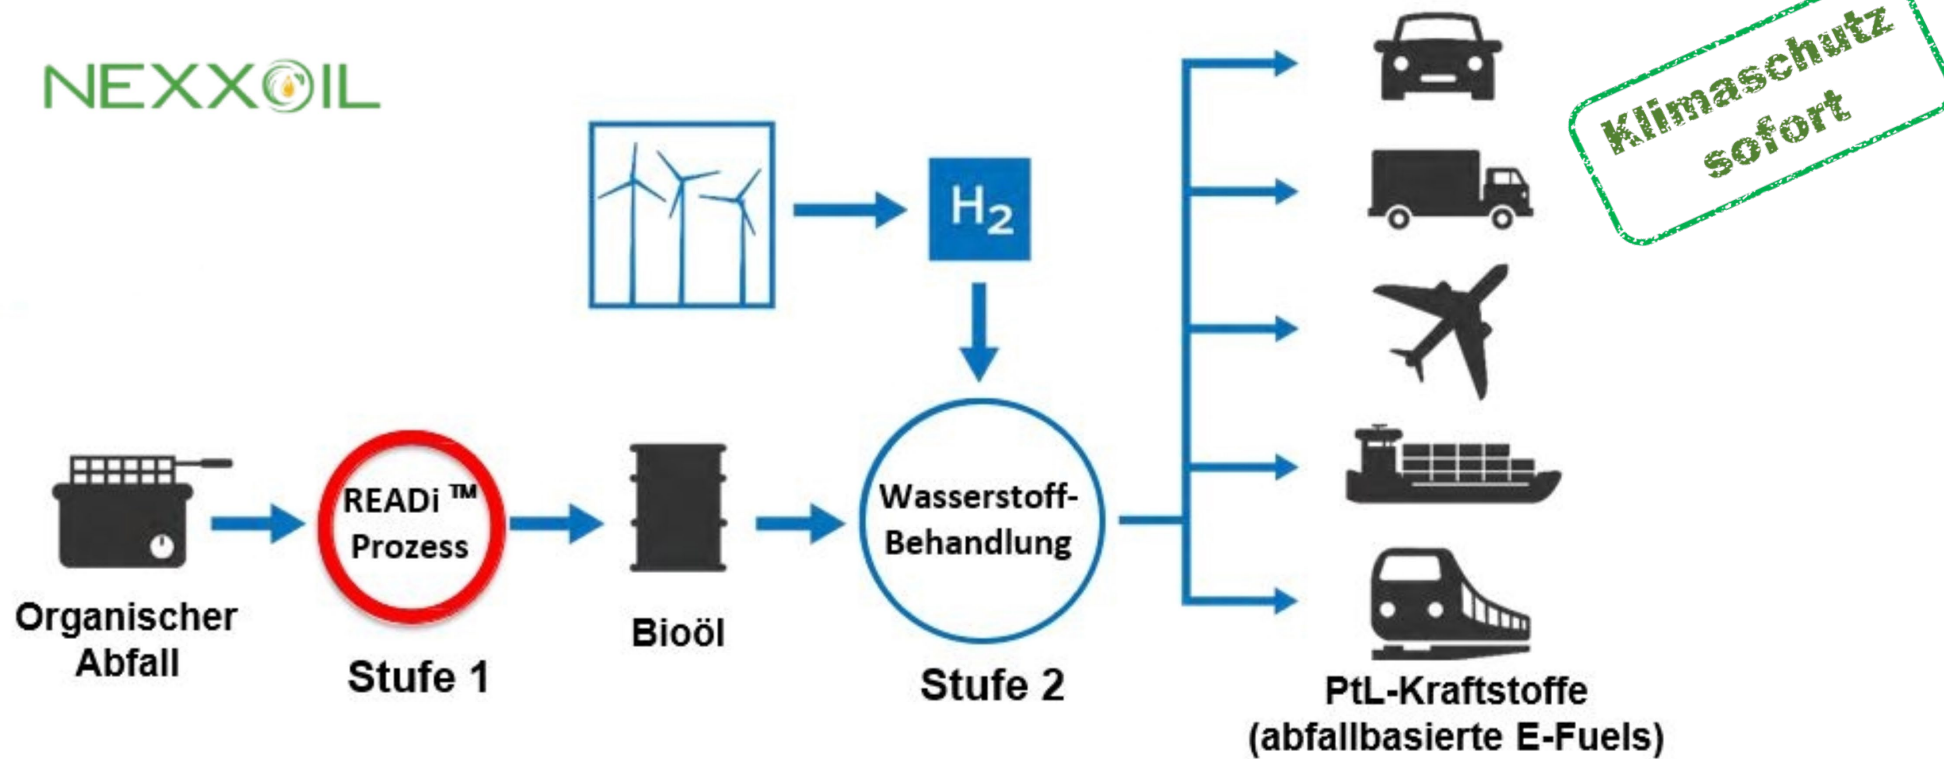 NEXXOIL
Klimaschutz
sofort
H2
READi ™
Prozess
Wasserstoff-
Behandlung
Organischer
Abfall
Stufe 1
Bioöl
Stufe 2
PtL-Kraftstoffe
(abfallbasierte E-Fuels)